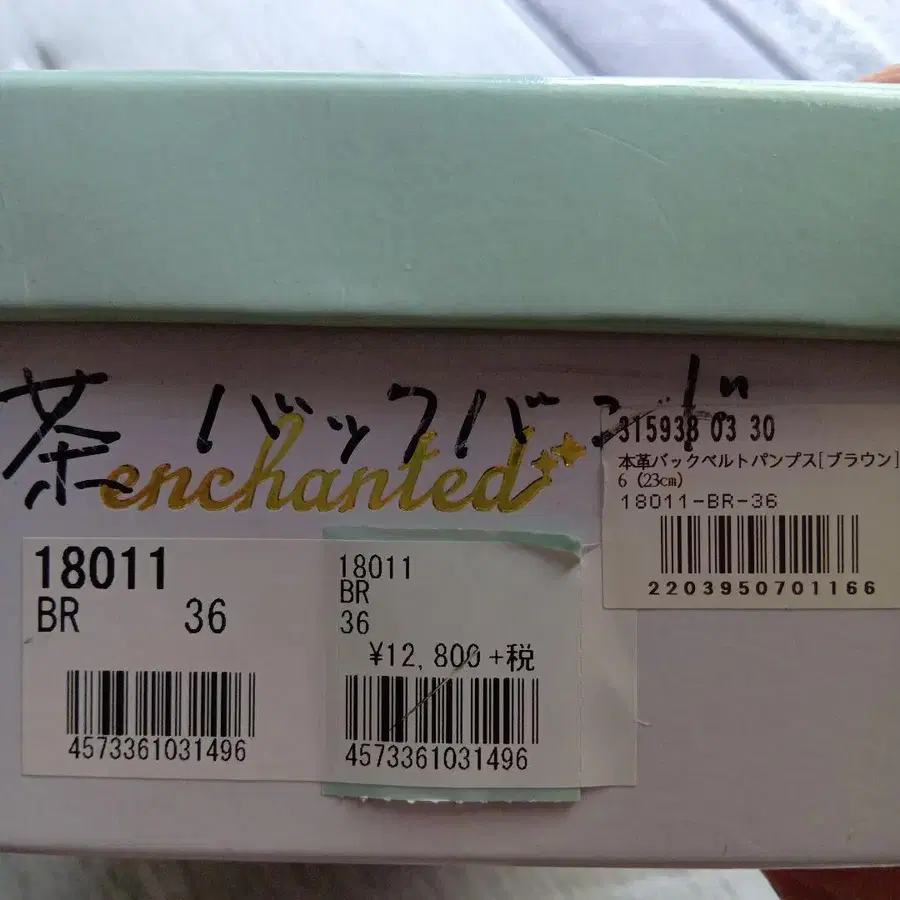 茶 バックバンド
enchanted
315938 03 30
本革バックベルトパンプス[ブラウン]
6 (23cm)
18011-BR-36
2203950701166
18011
BR 36
4573361031496
18011
BR
36
¥12,800+税
4573361031496